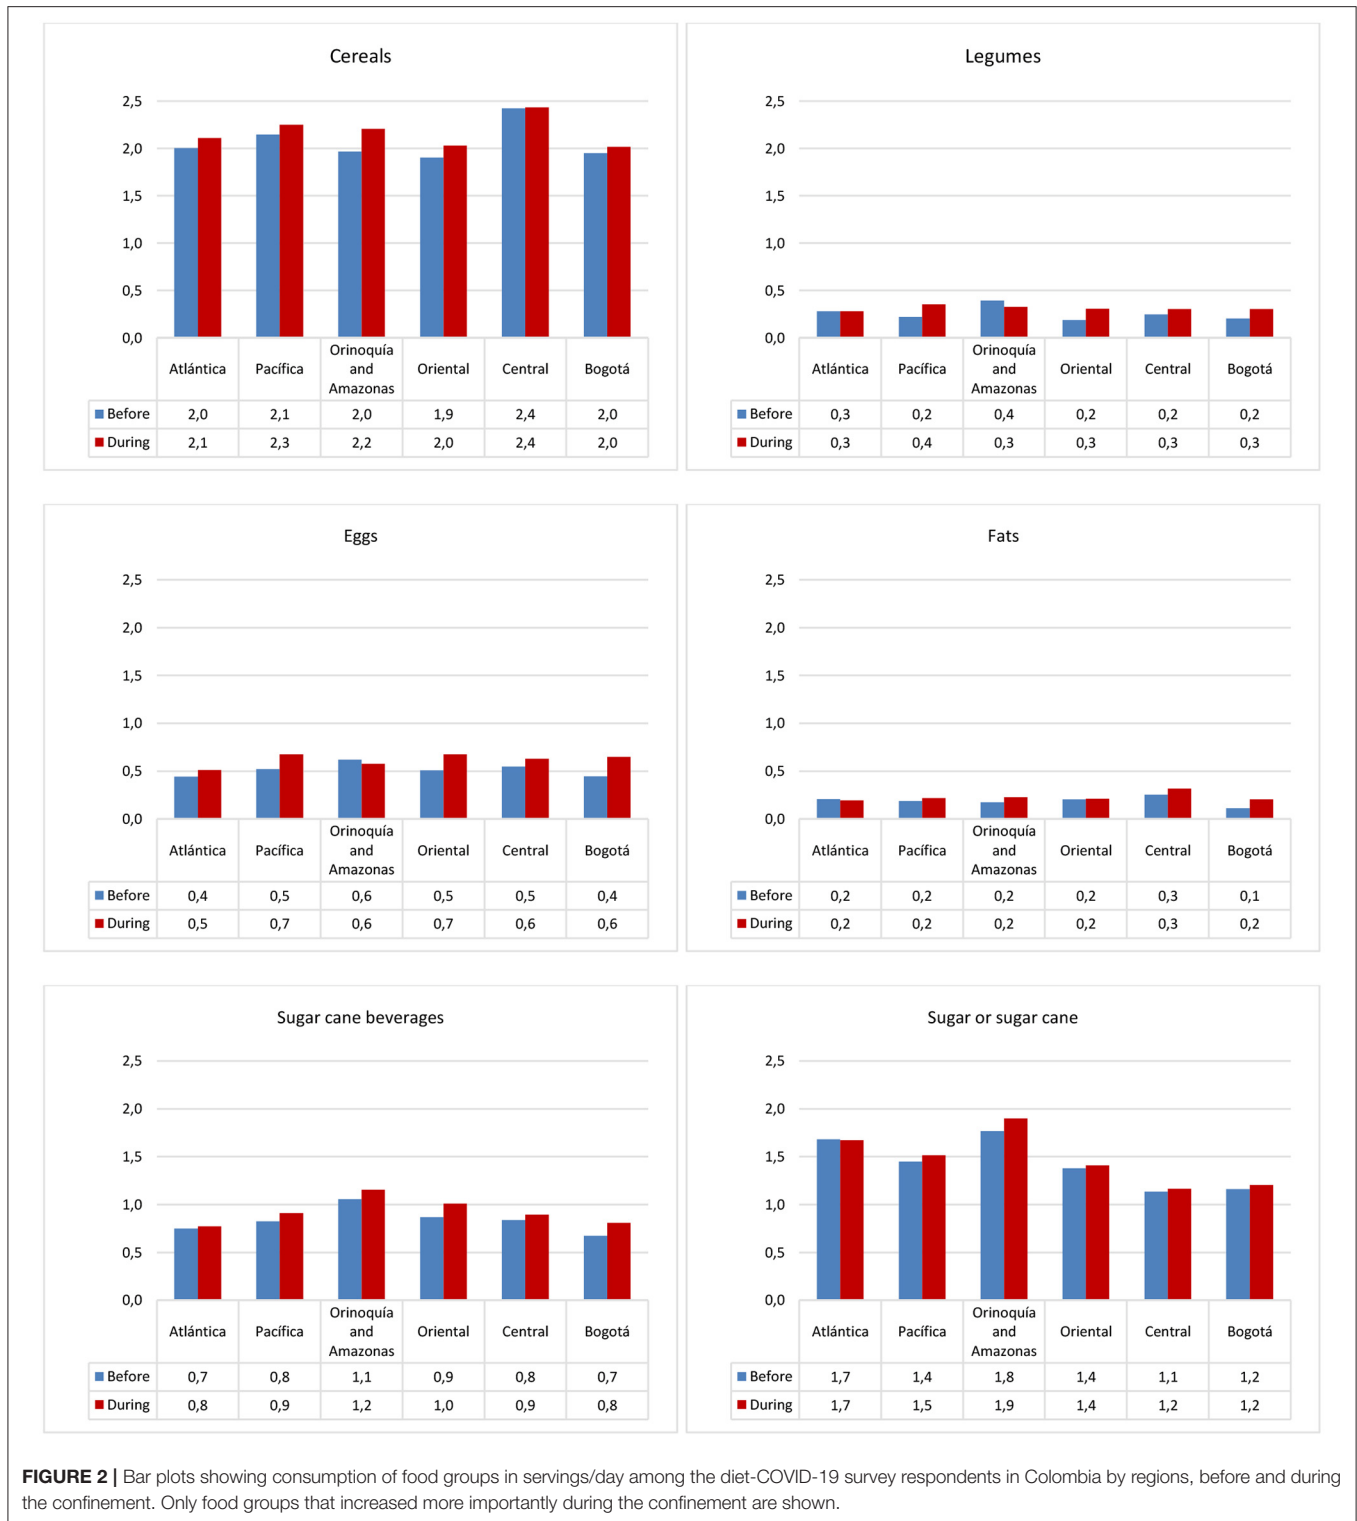 Cereals
2,5
2,0
1,5
1,0
0,5
0,0
Atlántica Pacífica Orinoquía and Amazonas Oriental Central Bogotá
Before 2,0 2,1 2,0 1,9 2,4 2,0
During 2,1 2,3 2,2 2,0 2,4 2,0
Legumes
2,5
2,0
1,5
1,0
0,5
0,0
Atlántica Pacífica Orinoquía and Amazonas Oriental Central Bogotá
Before 0,3 0,2 0,4 0,2 0,2 0,2
During 0,3 0,4 0,3 0,3 0,3 0,3
Eggs
2,5
2,0
1,5
1,0
0,5
0,0
Atlántica Pacífica Orinoquía and Amazonas Oriental Central Bogotá
Before 0,4 0,5 0,6 0,5 0,5 0,4
During 0,5 0,7 0,6 0,7 0,6 0,6
Fats
2,5
2,0
1,5
1,0
0,5
0,0
Atlántica Pacífica Orinoquía and Amazonas Oriental Central Bogotá
Before 0,2 0,2 0,2 0,2 0,3 0,1
During 0,2 0,2 0,2 0,2 0,3 0,2
Sugar cane beverages
2,5
2,0
1,5
1,0
0,5
0,0
Atlántica Pacífica Orinoquía and Amazonas Oriental Central Bogotá
Before 0,7 0,8 1,1 0,9 0,8 0,7
During 0,8 0,9 1,2 1,0 0,9 0,8
Sugar or sugar cane
2,5
2,0
1,5
1,0
0,5
0,0
Atlántica Pacífica Orinoquía and Amazonas Oriental Central Bogotá
Before 1,7 1,4 1,8 1,4 1,1 1,2
During 1,7 1,5 1,9 1,4 1,2 1,2
FIGURE 2 | Bar plots showing consumption of food groups in servings/day among the diet-COVID-19 survey respondents in Colombia by regions, before and during
the confinement. Only food groups that increased more importantly during the confinement are shown.